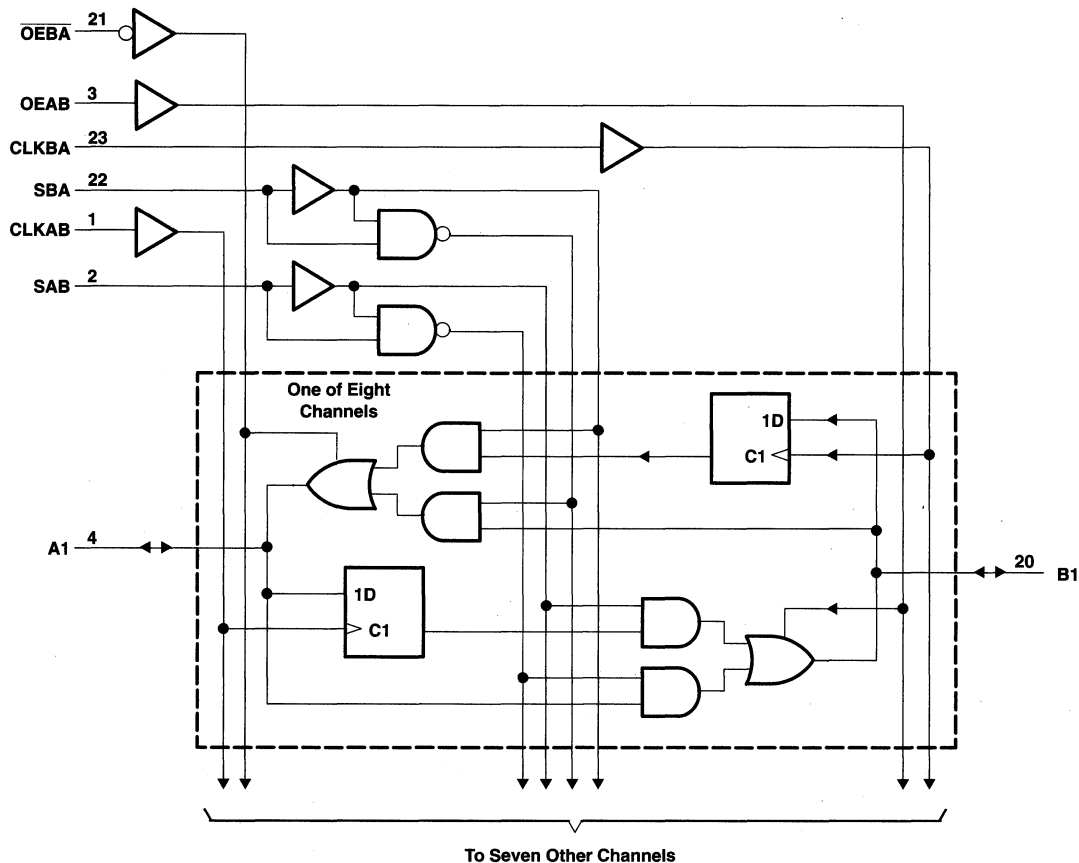 OEBA 21
OEAB 3
CLKBA 23
SBA 22
CLKAB 1
SAB 2
One of Eight
Channels
1D
C1
A1 4
20 B1
1D
C1
To Seven Other Channels